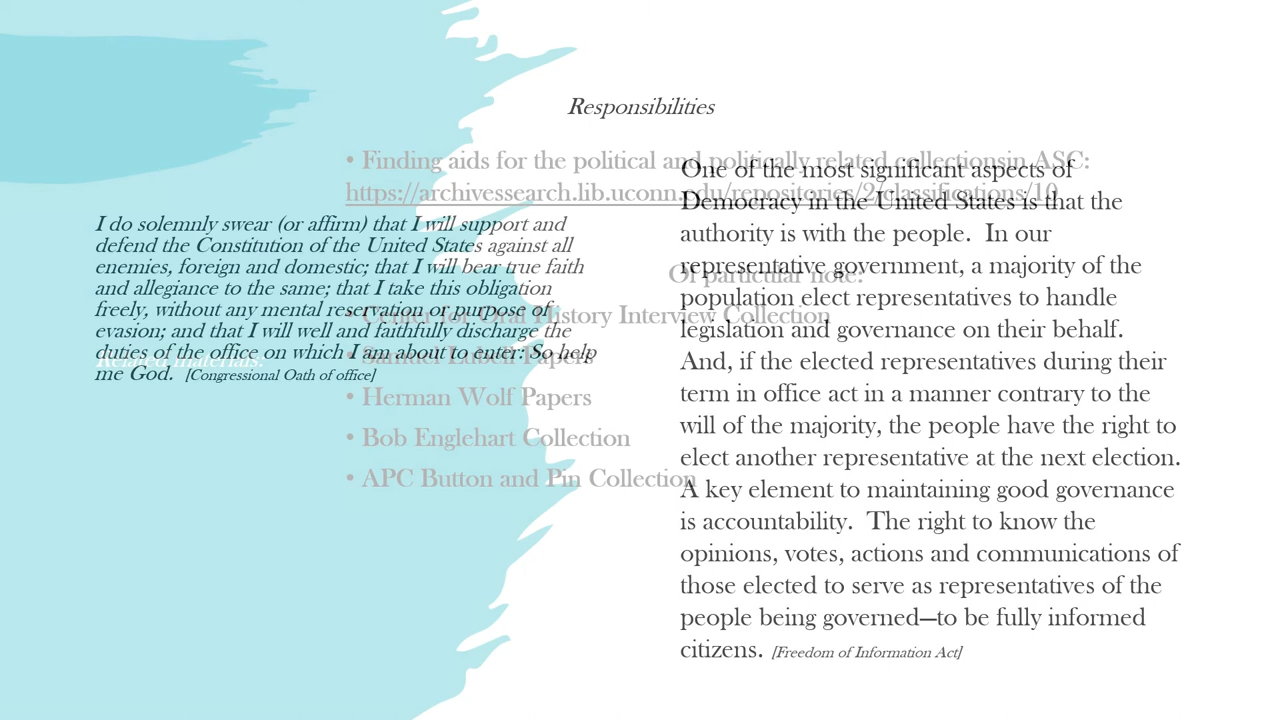 Responsibilities
I do solemnly swear (or affirm) that I will support and
defend the Constitution of the United States against all
enemies, foreign and domestic; that I will bear true faith
and allegiance to the same; that I take this obligation
freely, without any mental reservation or purpose of
evasion; and that I will well and faithfully discharge the
duties of the office on which I am about to enter: So help
me God. [Congressional Oath of office]
One of the most significant aspects of
Democracy in the United States is that the
authority is with the people. In our
representative government, a majority of the
population elect representatives to handle
legislation and governance on their behalf.
And, if the elected representatives during their
term in office act in a manner contrary to the
will of the majority, the people have the right to
elect another representative at the next election.
A key element to maintaining good governance
is accountability. The right to know the
opinions, votes, actions and communications of
those elected to serve as representatives of the
people being governed—to be fully informed
citizens. [Freedom of Information Act]
Related materials:
• Finding aids for the political and politically related collectionsin ASC:
https://archivessearch.lib.uconn.edu/repositories/2/classifications/10
Of particular note:
• Center for Oral History Interview Collection
• Samuel Lubell Papers
• Herman Wolf Papers
• Bob Englehart Collection
• APC Button and Pin Collection